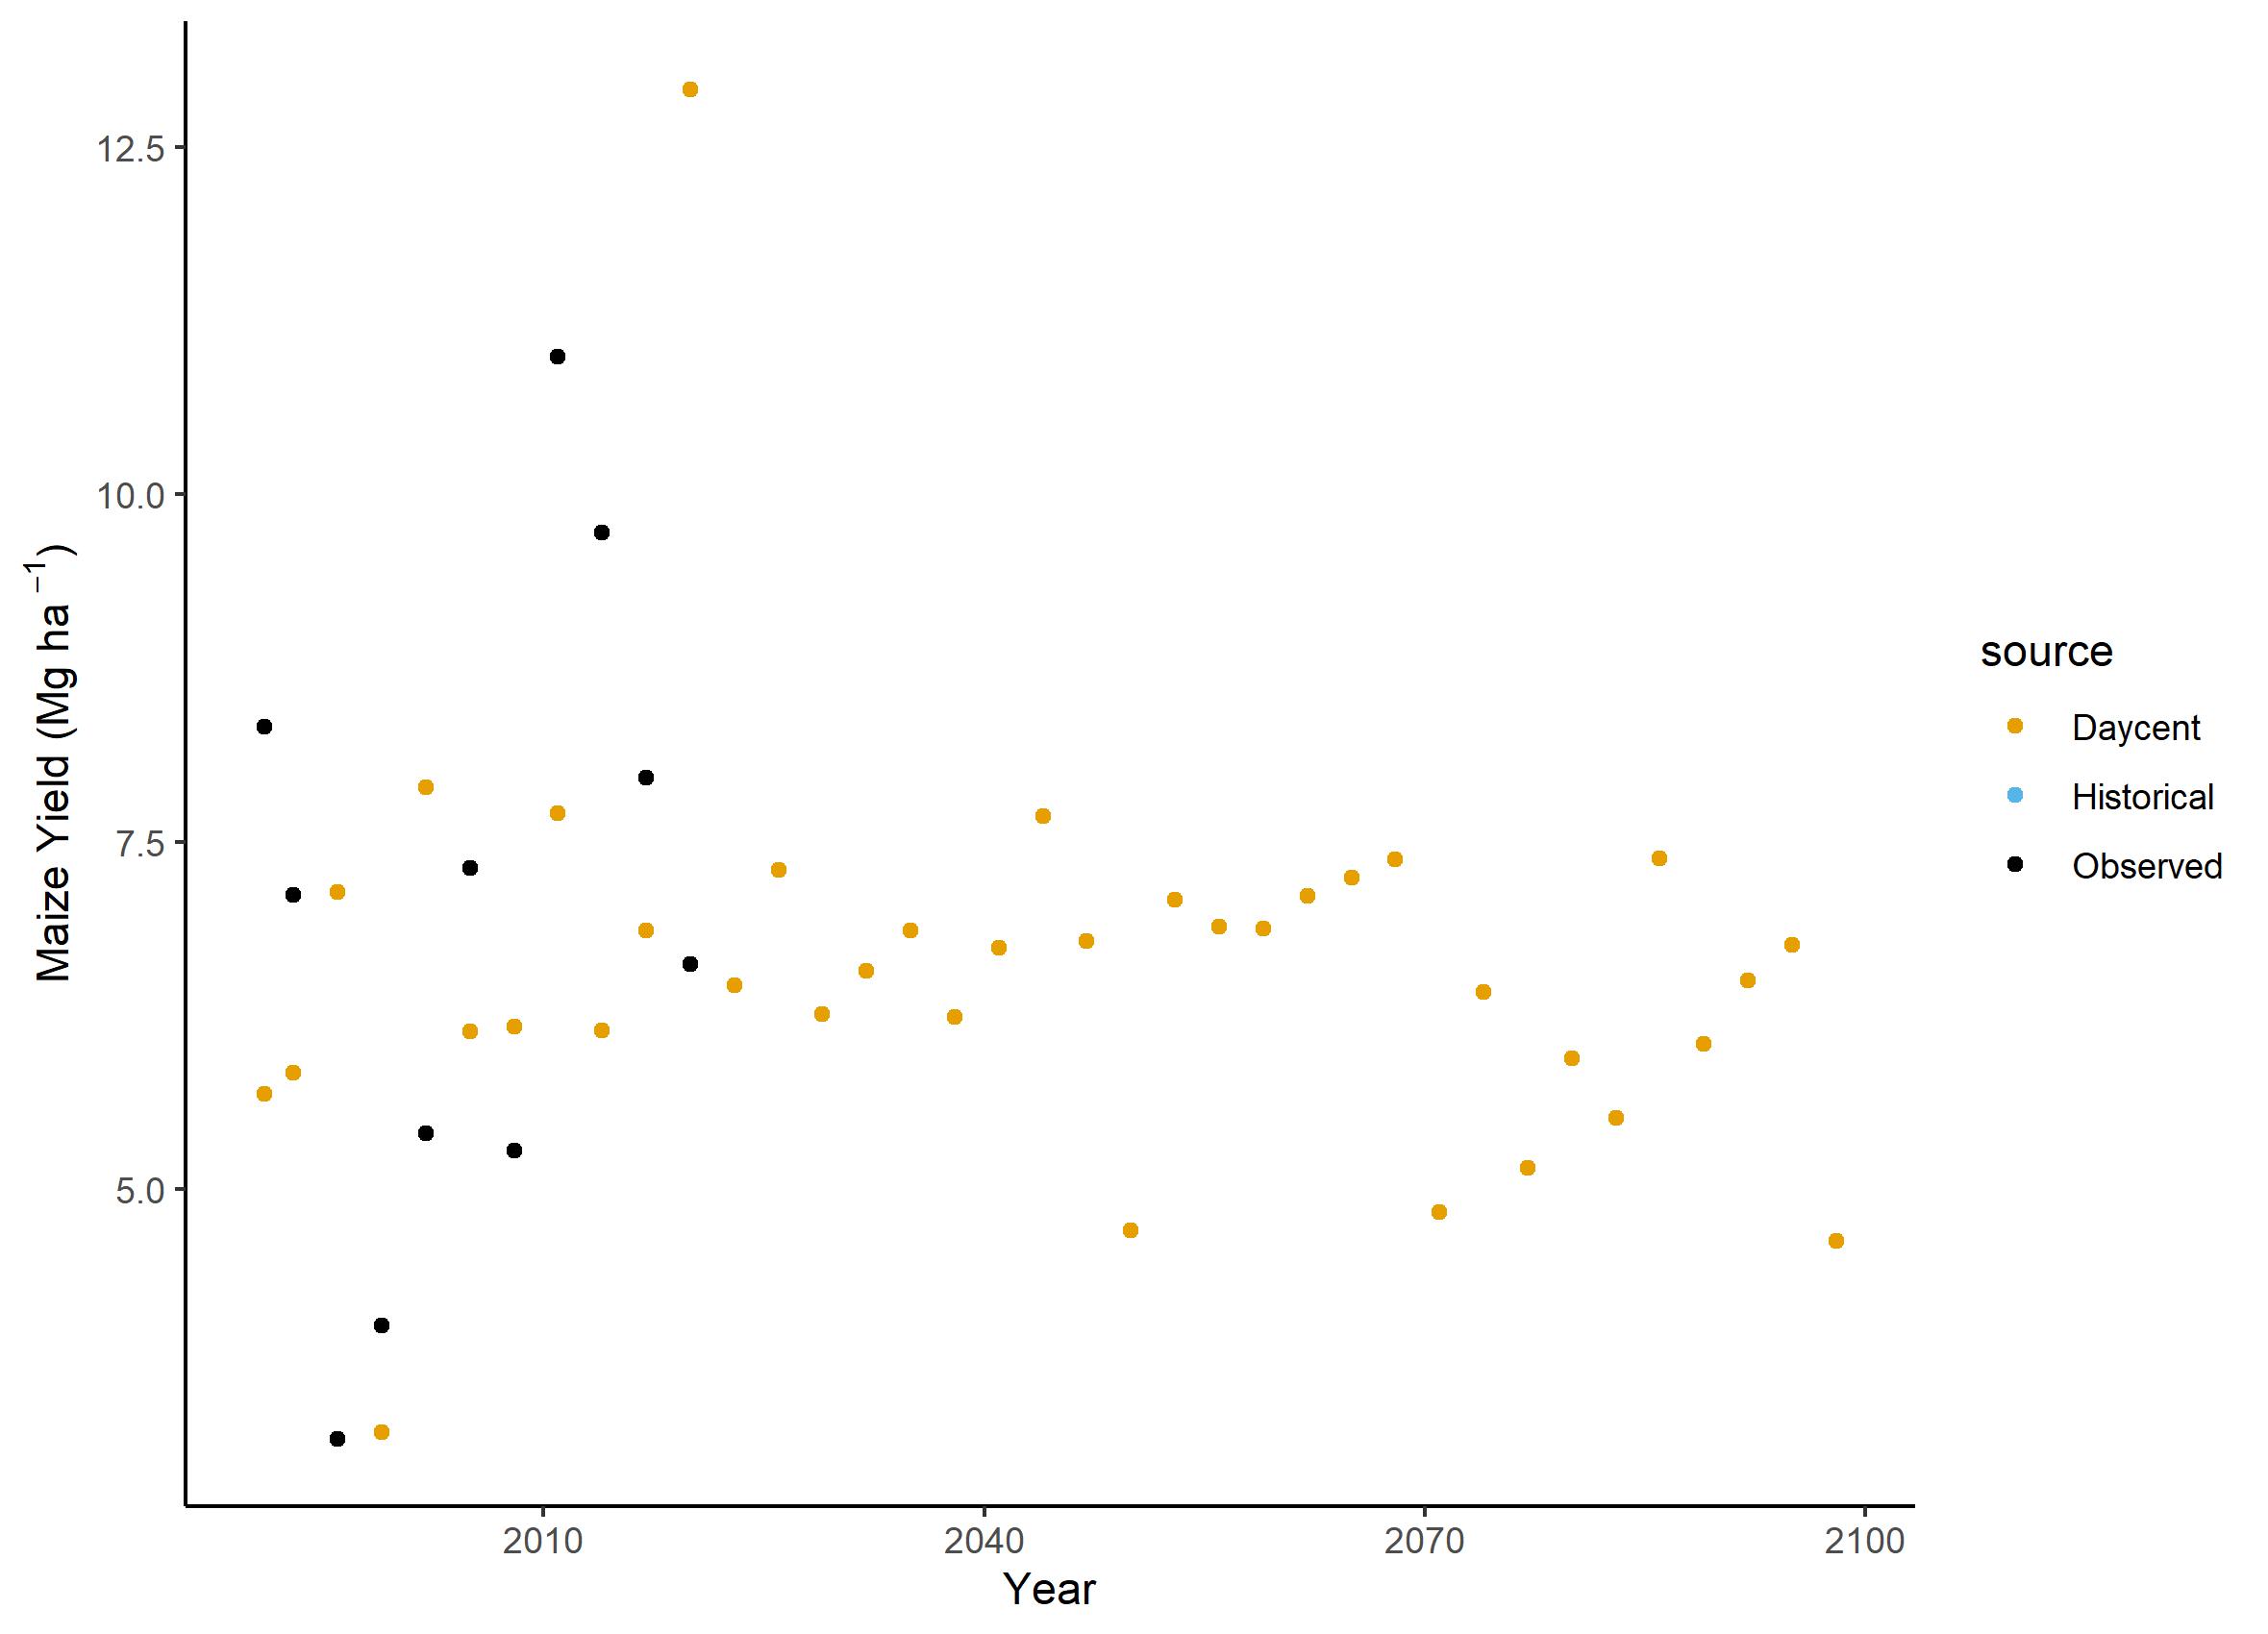 12.5
10.0
7.5
5.0
Maize Yield (Mg ha⁻¹)
2010 2040 2070 2100
Year
source
Daycent
Historical
Observed